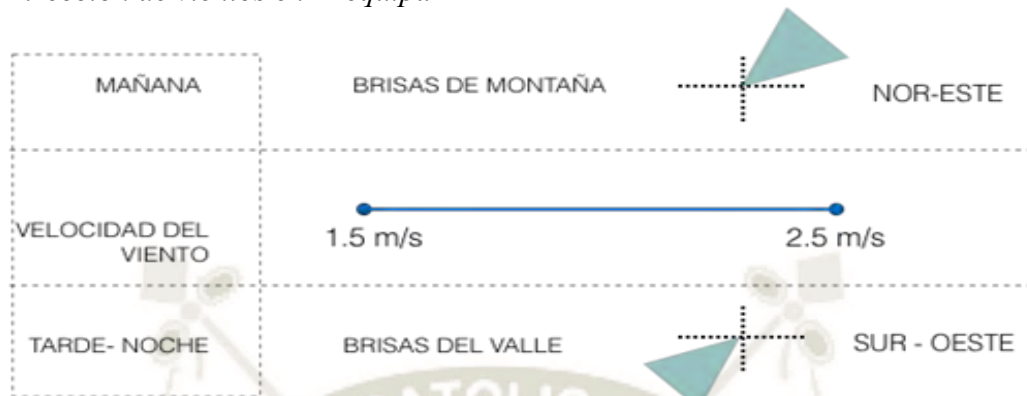 MAÑANA BRISAS DE MONTAÑA NOR-ESTE
VELOCIDAD DEL
VIENTO
1.5 m/s 2.5 m/s
TARDE- NOCHE BRISAS DEL VALLE SUR - OESTE